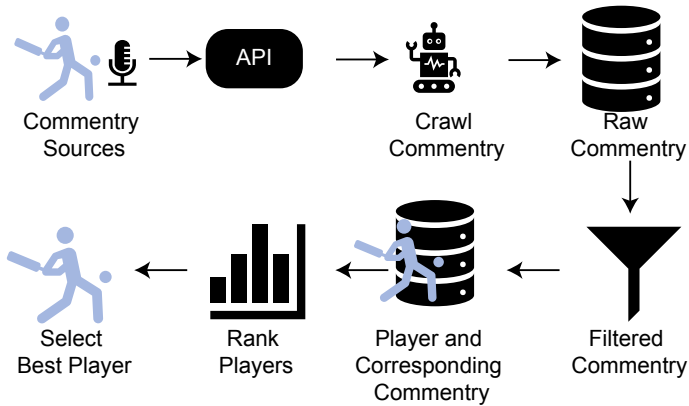 API
Commentry
Sources
Crawl
Commentry
Raw
Commentry
Select
Best Player
Rank
Players
Player and
Corresponding
Commentry
Filtered
Commentry